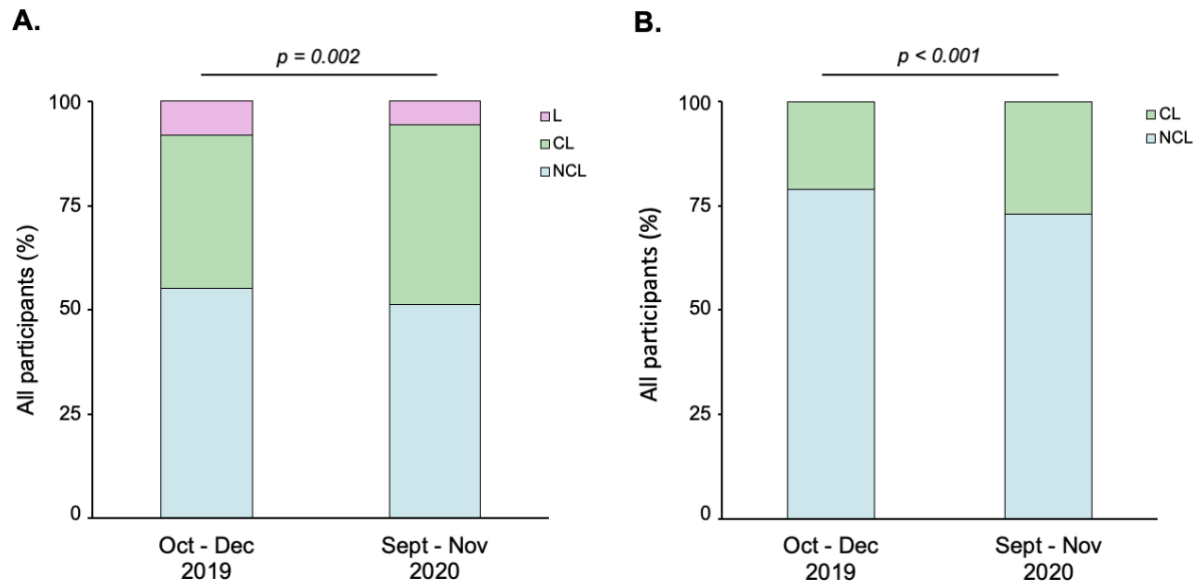 A.
p = 0.002
100
75
50
25
0
All participants (%)
Oct - Dec
2019
Sept - Nov
2020
L
CL
NCL
B.
p < 0.001
100
75
50
25
0
All participants (%)
Oct - Dec
2019
Sept - Nov
2020
CL
NCL